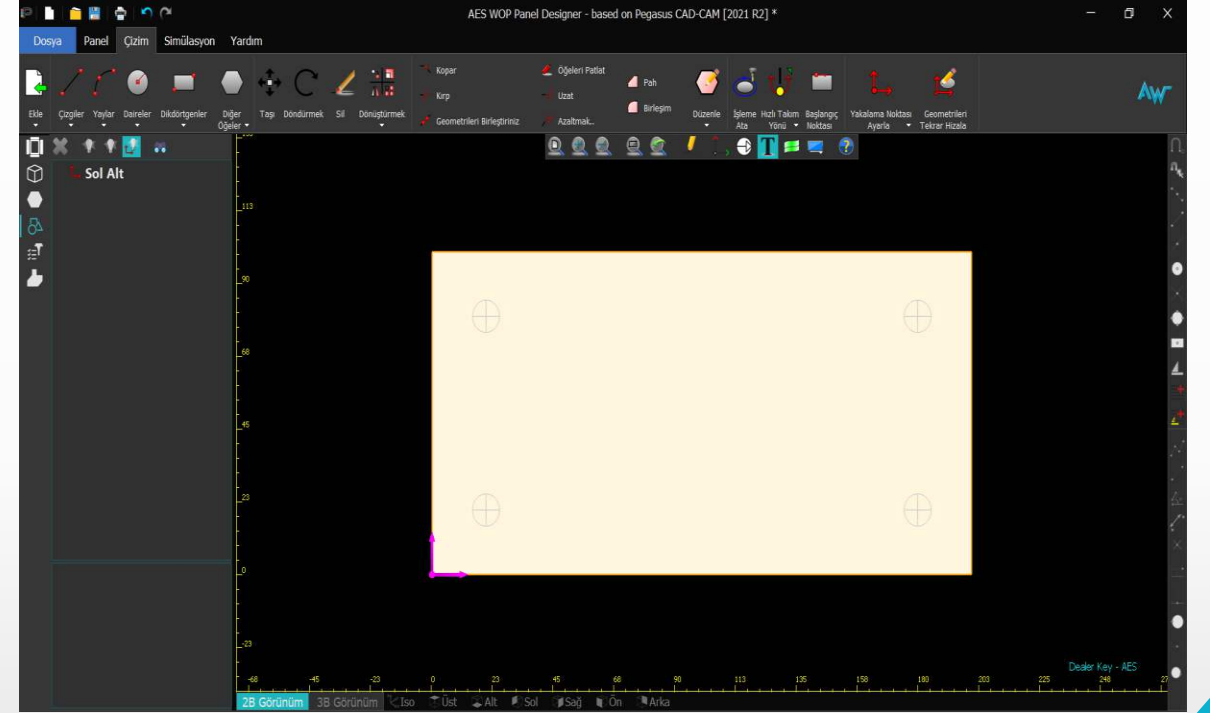 AES WOP Panel Designer - based on Pegasus CAD-CAM [2021 R2] *
Dosya Panel Çizim Simülasyon Yardım
Kopar Öğeleri Patlat
Pah
Kırp Uzat
Birleşim
Geometrileri Birleştiriniz Azaltmak..
Ekle Çizgiler Yaylar Daireler Dikdörtgenler Diğer Öğeler Taşı Döndürmek Sil Dönüştürmek Düzenle İşleme Ata Hızlı Takım Yönü Başlangıç Noktası Yakalama Noktası Ayarla Geometrileri Tekrar Hizala
AW
T
Sol Alt
113
90
68
45
23
0
-23
Dealer Key - AES
-68 -45 -23 0 23 45 68 90 113 135 158 180 203 225 248
2B Görünüm 3B Görünüm Iso Üst Alt Sol Sağ Ön Arka